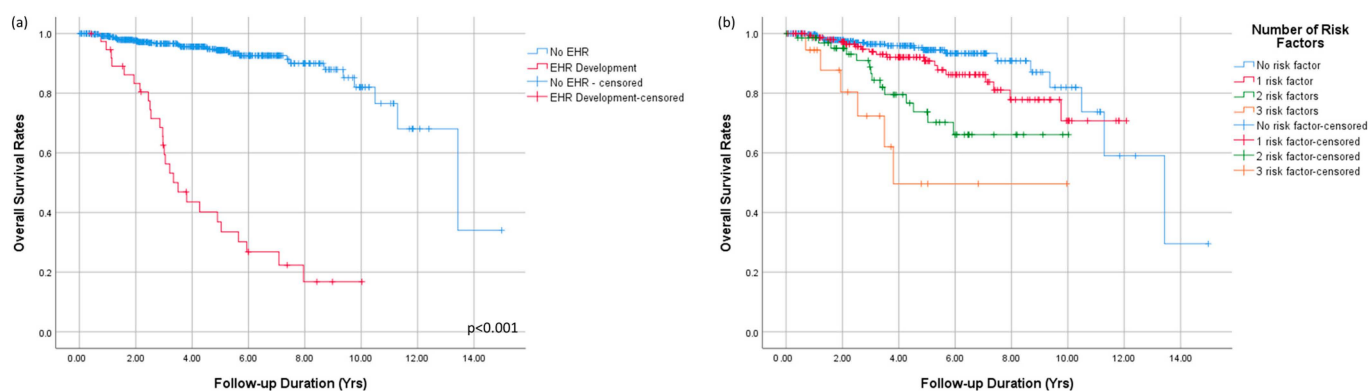 (a)
1.0
0.8
0.6
0.4
0.2
0.0
Overall Survival Rates
.00
2.00
4.00
6.00
8.00
10.00
12.00
14.00
Follow-up Duration (Yrs)
p<0.001
No EHR
EHR Development
No EHR - censored
EHR Development-censored
(b)
1.0
0.8
0.6
0.4
0.2
0.0
Overall Survival Rates
.00
2.00
4.00
6.00
8.00
10.00
12.00
14.00
Follow-up Duration (Yrs)
Number of Risk
Factors
No risk factor
1 risk factor
2 risk factors
3 risk factors
No risk factor-censored
1 risk factor-censored
2 risk factor-censored
3 risk factor-censored